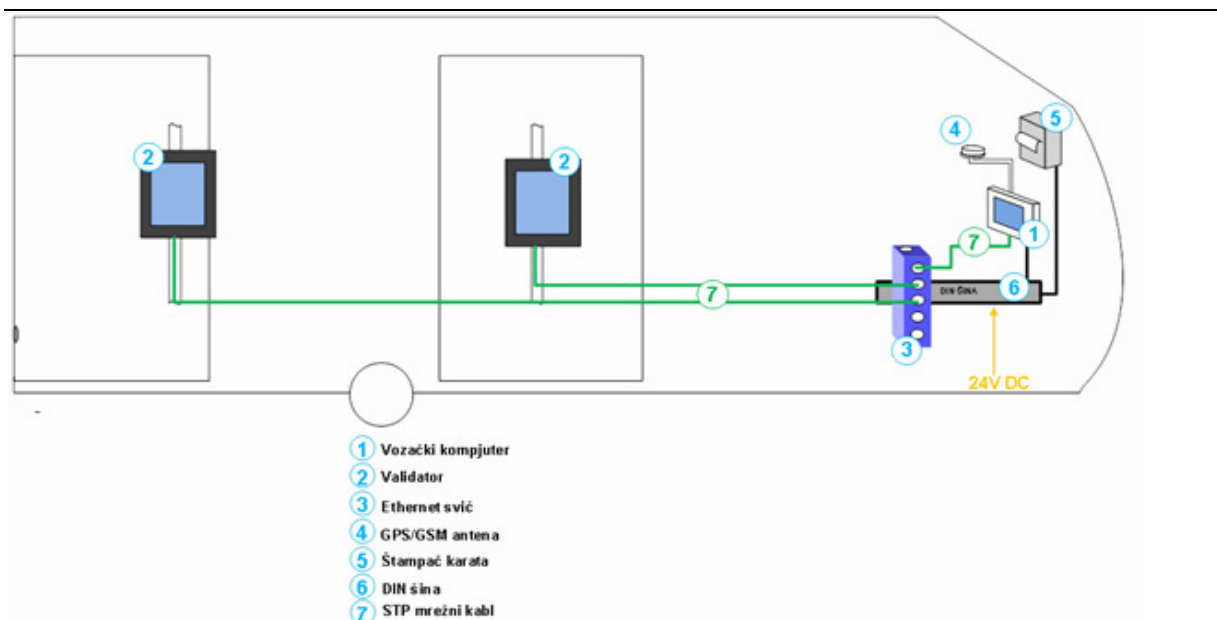 4
5
2
2
1
7
DIN ŠINA
6
7
3
24V DC
1 Vozački kompjuter
2 Validator
3 Ethernet svič
4 GPS/GSM antena
5 Štampač karata
6 DIN šina
7 STP mrežni kabl